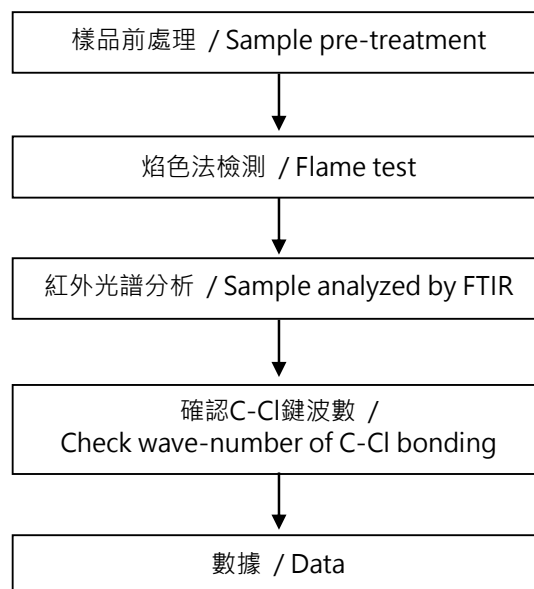 樣品前處理 / Sample pre-treatment
焰色法檢測 / Flame test
紅外光譜分析 / Sample analyzed by FTIR
確認C-Cl鍵波數 /
Check wave-number of C-Cl bonding
數據 / Data